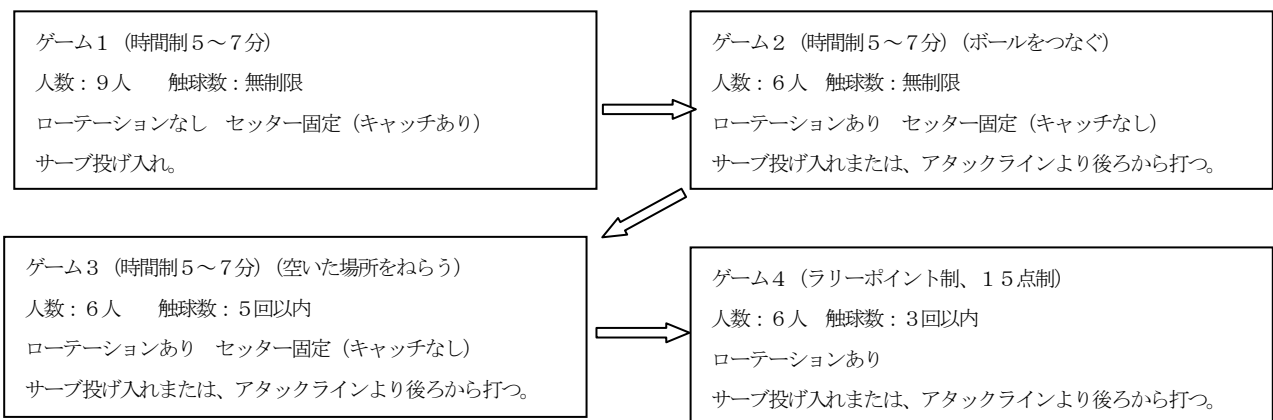 ゲーム1（時間制5～7分）
人数：9人　　触球数：無制限
ローテーションなし　セッター固定（キャッチあり）
サーブ投げ入れ。
ゲーム2（時間制5～7分）（ボールをつなぐ）
人数：6人　触球数：無制限
ローテーションあり　セッター固定（キャッチなし）
サーブ投げ入れまたは、アタックラインより後ろから打つ。
ゲーム3（時間制5～7分）（空いた場所をねらう）
人数：6人　　触球数：5回以内
ローテーションあり　セッター固定（キャッチなし）
サーブ投げ入れまたは、アタックラインより後ろから打つ。
ゲーム4（ラリーポイント制、15点制）
人数：6人　触球数：3回以内
ローテーションあり
サーブ投げ入れまたは、アタックラインより後ろから打つ。